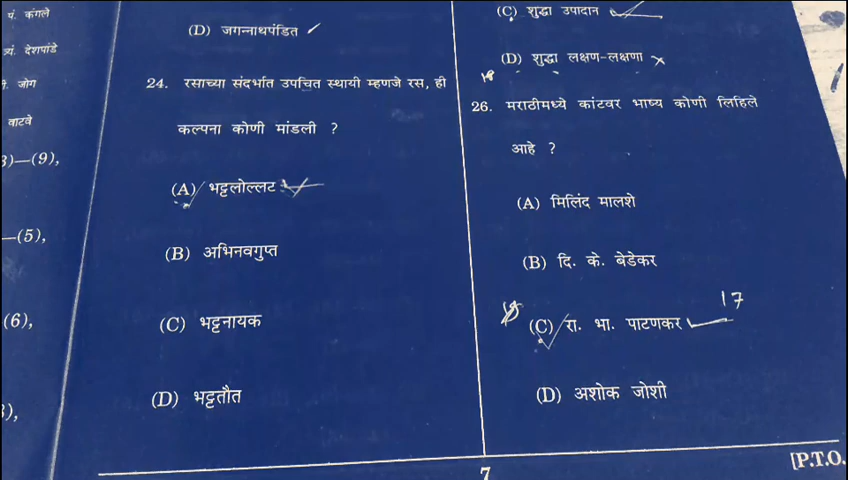 पं. कंगले
त्र्यं. देशपांडे
जोग
वाटवे
)—(9),
—(5),
(6),
),
(D) जगन्नाथपंडित
24. रसाच्या संदर्भात उपचित स्थायी म्हणजे रस, ही
कल्पना कोणी मांडली ?
(A) भट्टलोल्लट
(B) अभिनवगुप्त
(C) भट्टनायक
(D) भट्टतौत
(C) शुद्धा उपादान
(D) शुद्धा लक्षण-लक्षणा
26. मराठीमध्ये कांटवर भाष्य कोणी लिहिले
आहे ?
(A) मिलिंद मालशे
(B) दि. के. बेडेकर
(C) रा. भा. पाटणकर
17
(D) अशोक जोशी
7
[P.T.O.